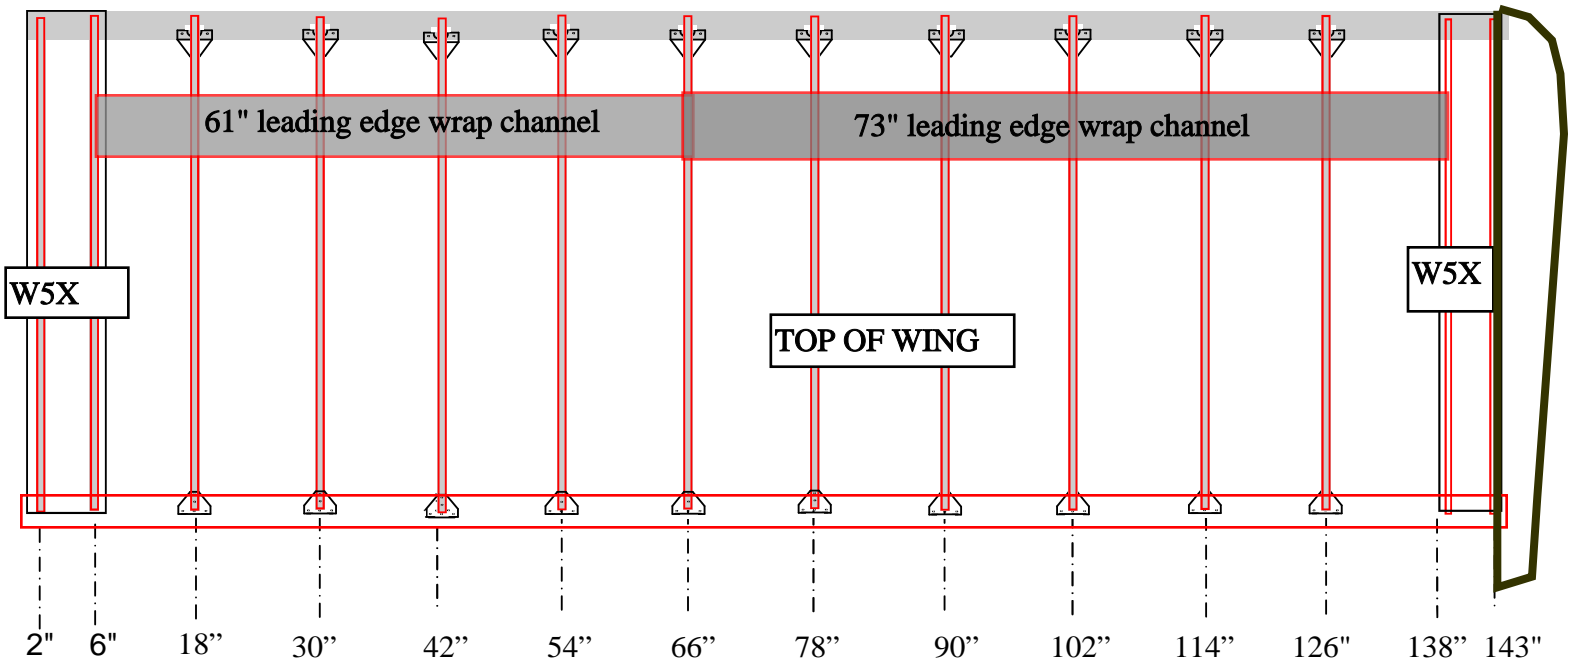 61" leading edge wrap channel
73" leading edge wrap channel
W5X
W5X
TOP OF WING
2" 6" 18” 30” 42” 54” 66” 78” 90” 102” 114” 126" 138” 143"